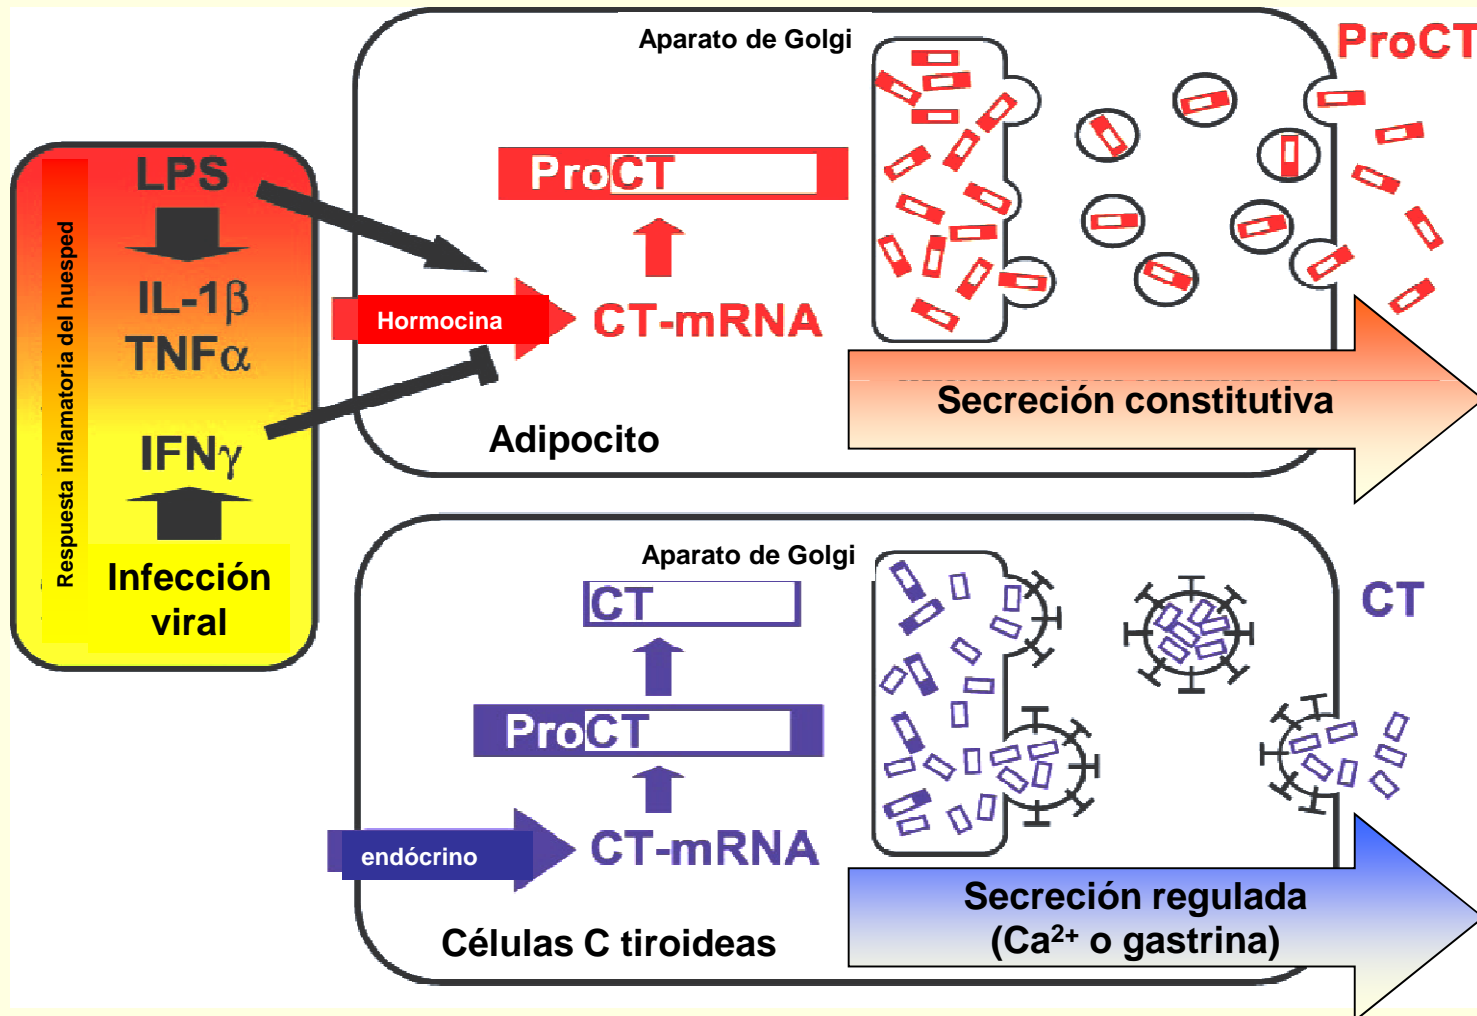 Respuesta inflamatoria del huesped
LPS
IL-1β
TNFα
IFNγ
Infección
viral
Aparato de Golgi
ProCT
ProCT
Hormocina
CT-mRNA
Secreción constitutiva
Adipocito
Aparato de Golgi
CT
CT
ProCT
endócrino
CT-mRNA
Secreción regulada
(Ca²⁺ o gastrina)
Células C tiroideas